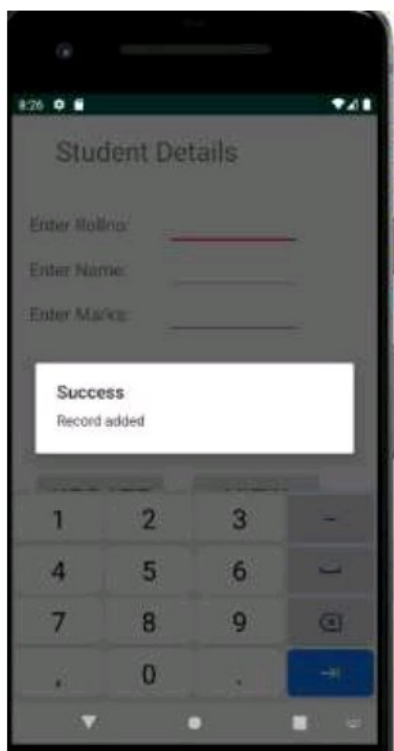 8:26
Student Details
Enter Rollno:
Enter Name:
Enter Marks:
Success
Record added
1 2 3 -
4 5 6
7 8 9
, 0 .